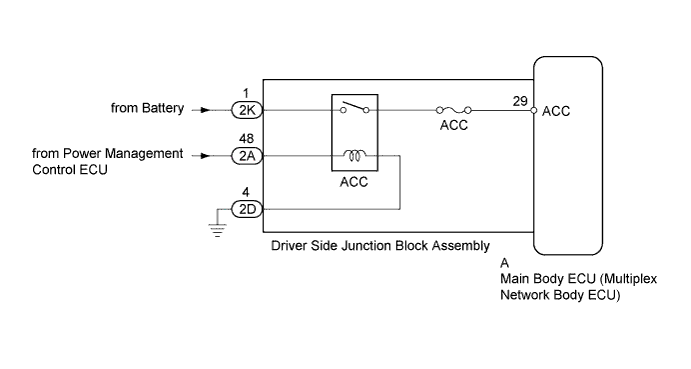 1
from Battery
2K
29
ACC
ACC
48
from Power Management
Control ECU
2A
ACC
4
2D
Driver Side Junction Block Assembly
A
Main Body ECU (Multiplex
Network Body ECU)